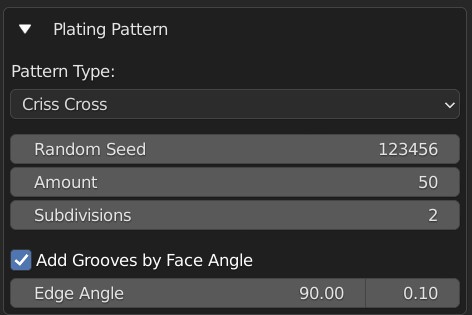 Plating Pattern
Pattern Type:
Criss Cross
Random Seed 123456
Amount 50
Subdivisions 2
Add Grooves by Face Angle
Edge Angle 90.00 0.10